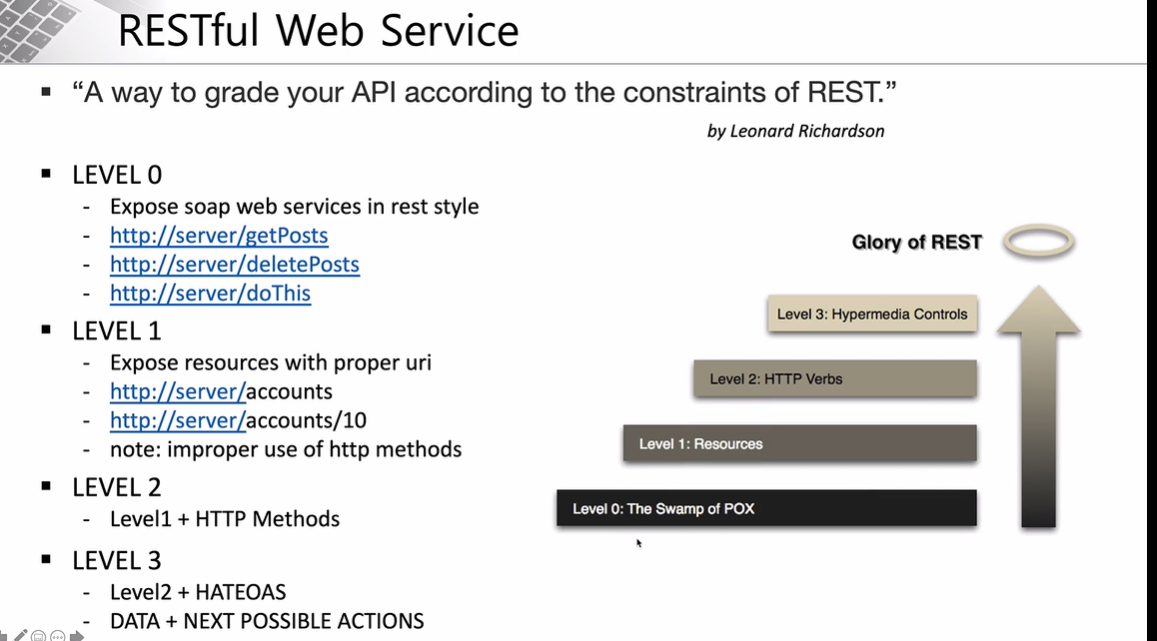 RESTful Web Service
“A way to grade your API according to the constraints of REST.”
by Leonard Richardson
LEVEL 0
- Expose soap web services in rest style
- http://server/getPosts
- http://server/deletePosts
- http://server/doThis
LEVEL 1
- Expose resources with proper uri
- http://server/accounts
- http://server/accounts/10
- note: improper use of http methods
LEVEL 2
- Level1 + HTTP Methods
LEVEL 3
- Level2 + HATEOAS
- DATA + NEXT POSSIBLE ACTIONS
Glory of REST
Level 3: Hypermedia Controls
Level 2: HTTP Verbs
Level 1: Resources
Level 0: The Swamp of POX